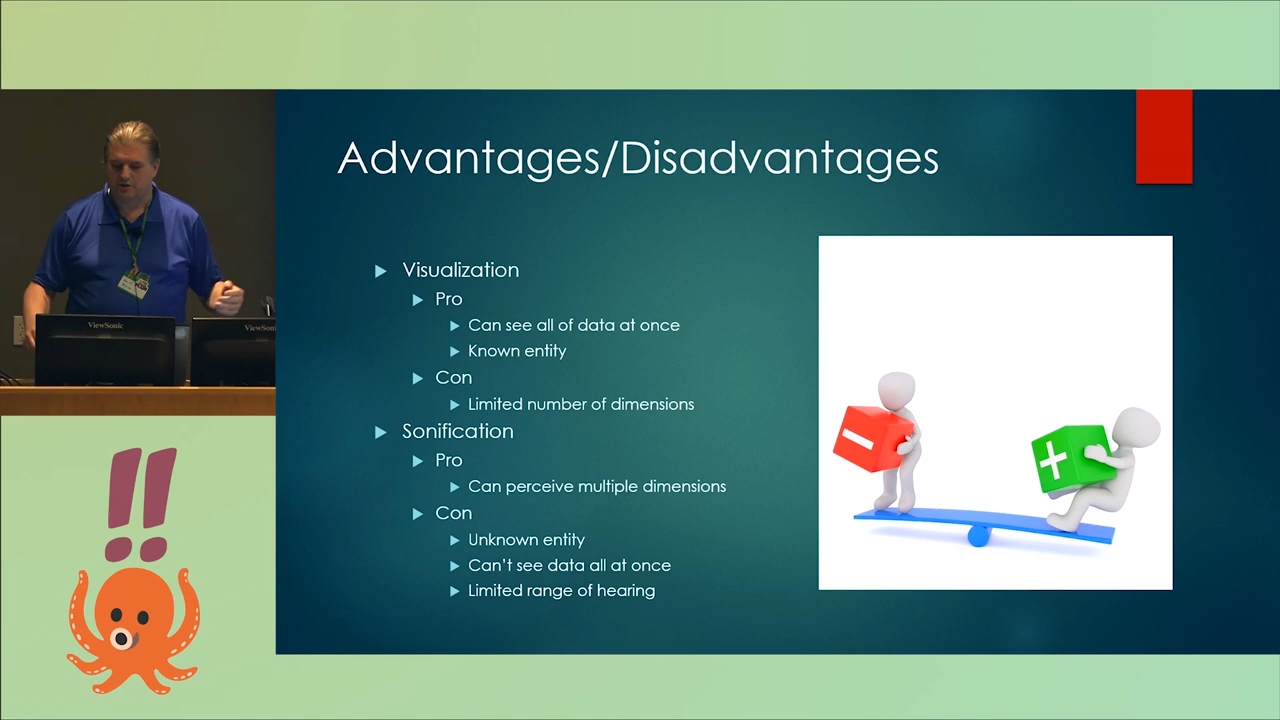 Advantages/Disadvantages
Visualization
Pro
Can see all of data at once
Known entity
Con
Limited number of dimensions
Sonification
Pro
Can perceive multiple dimensions
Con
Unknown entity
Can't see data all at once
Limited range of hearing
ViewSonic
!!